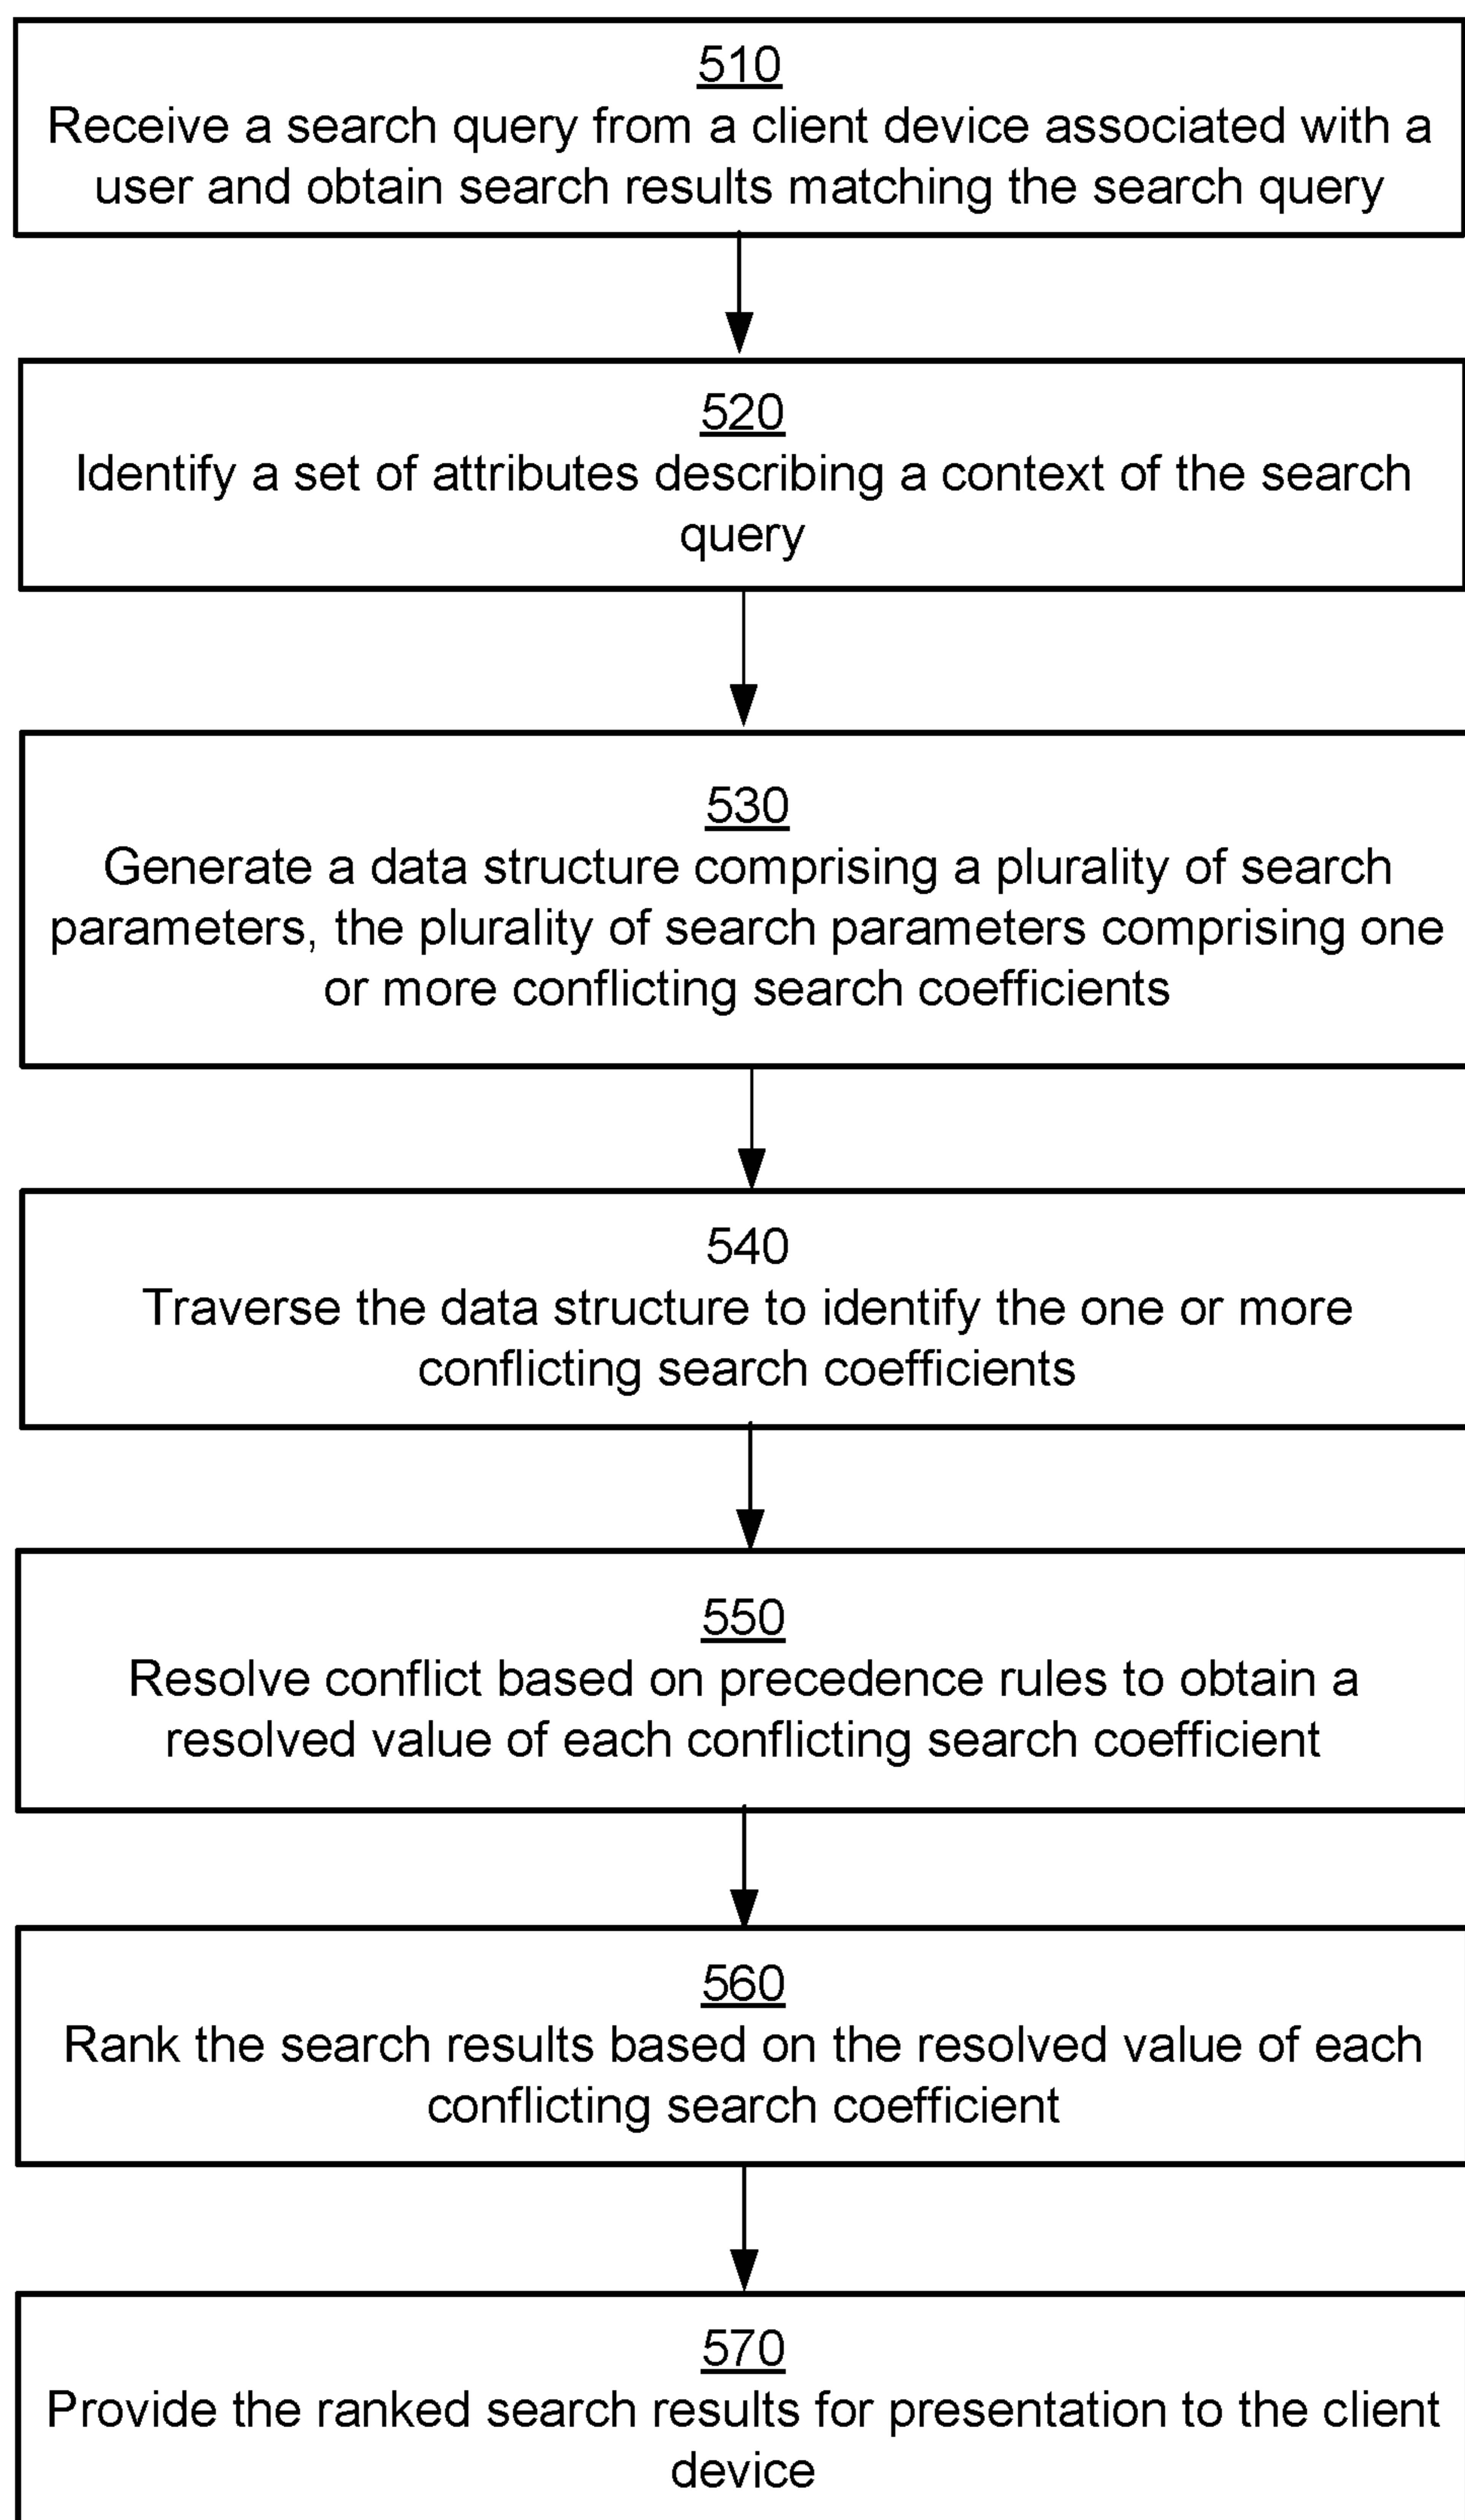 510
Receive a search query from a client device associated with a
user and obtain search results matching the search query
520
Identify a set of attributes describing a context of the search
query
530
Generate a data structure comprising a plurality of search
parameters, the plurality of search parameters comprising one
or more conflicting search coefficients
540
Traverse the data structure to identify the one or more
conflicting search coefficients
550
Resolve conflict based on precedence rules to obtain a
resolved value of each conflicting search coefficient
560
Rank the search results based on the resolved value of each
conflicting search coefficient
570
Provide the ranked search results for presentation to the client
device